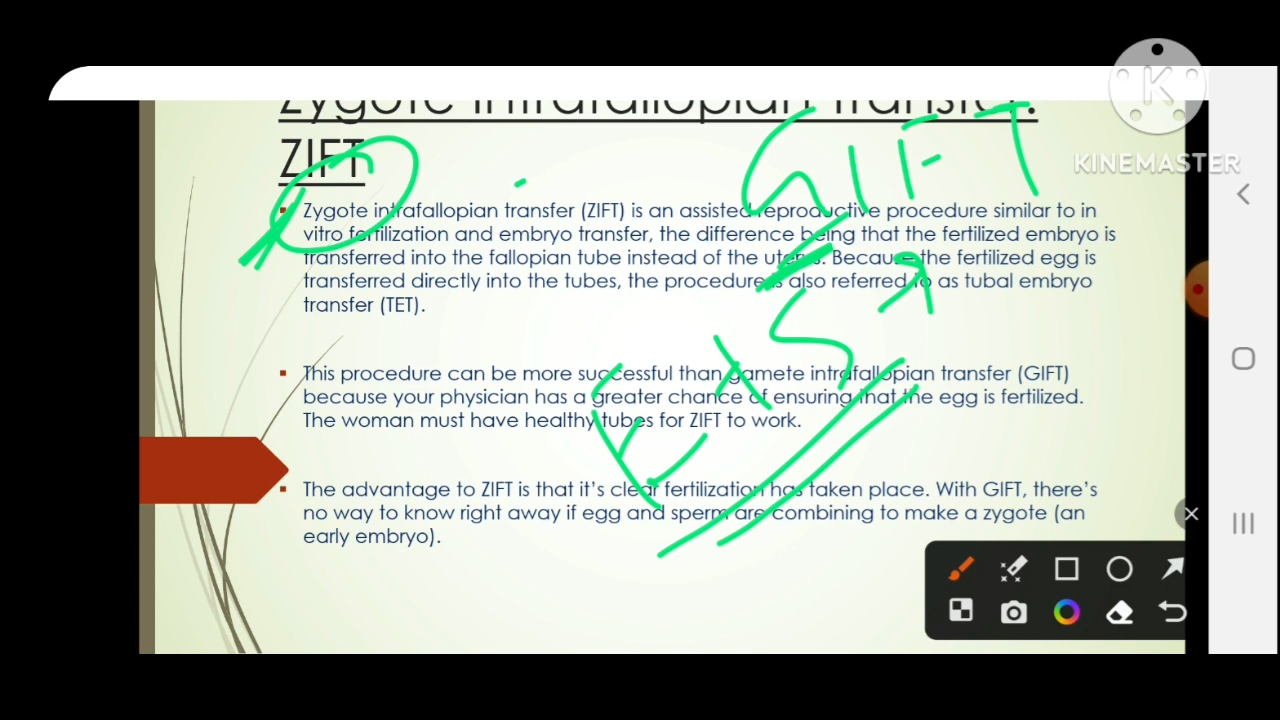 Zygote Intrafallopian Transfer:
ZIFT
GIFT
KINEMASTER
Zygote intrafallopian transfer (ZIFT) is an assisted reproductive procedure similar to in
vitro fertilization and embryo transfer, the difference being that the fertilized embryo is
transferred into the fallopian tube instead of the uterus. Because the fertilized egg is
transferred directly into the tubes, the procedure is also referred to as tubal embryo
transfer (TET).
This procedure can be more successful than gamete intrafallopian transfer (GIFT)
because your physician has a greater chance of ensuring that the egg is fertilized.
The woman must have healthy tubes for ZIFT to work.
The advantage to ZIFT is that it's clear fertilization has taken place. With GIFT, there's
no way to know right away if egg and sperm are combining to make a zygote (an
early embryo).